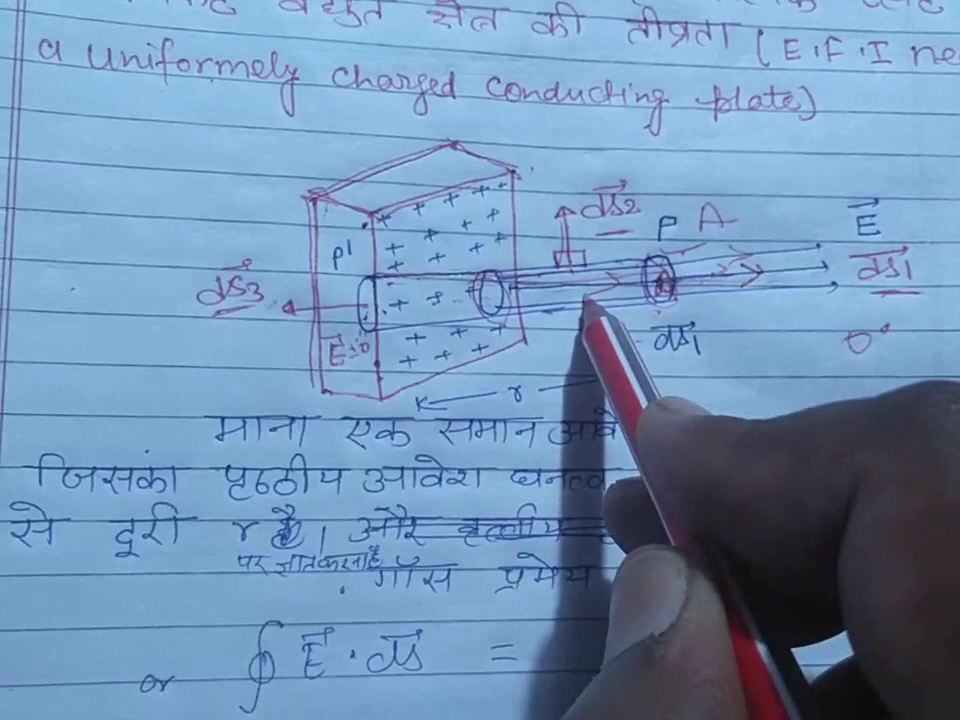 विद्युत क्षेत्र की तीव्रता (E.F.I
a uniformely charged conducting plate)
dS2
P A E
P'
dS3 dS1
E=0 dS1 0°
r
माना एक समान आवे
जिसका पृष्ठीय आवेश घनत्व
से दूरी r है। और
पर ज्ञात करना है
गॉस प्रमेय
or ∮ E . dS =